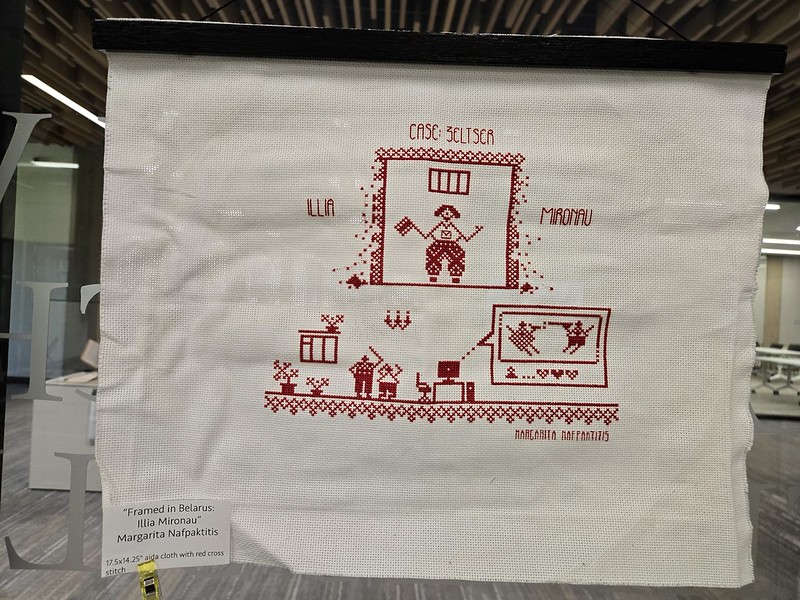 CASE: ZELTSER
ILLIA
MIRONAU
MARGARITA NAFPAKTITIS
"Framed in Belarus:
Illia Mironau"
Margarita Nafpaktitis
17.5x14.25" aida cloth with red cross
stitch